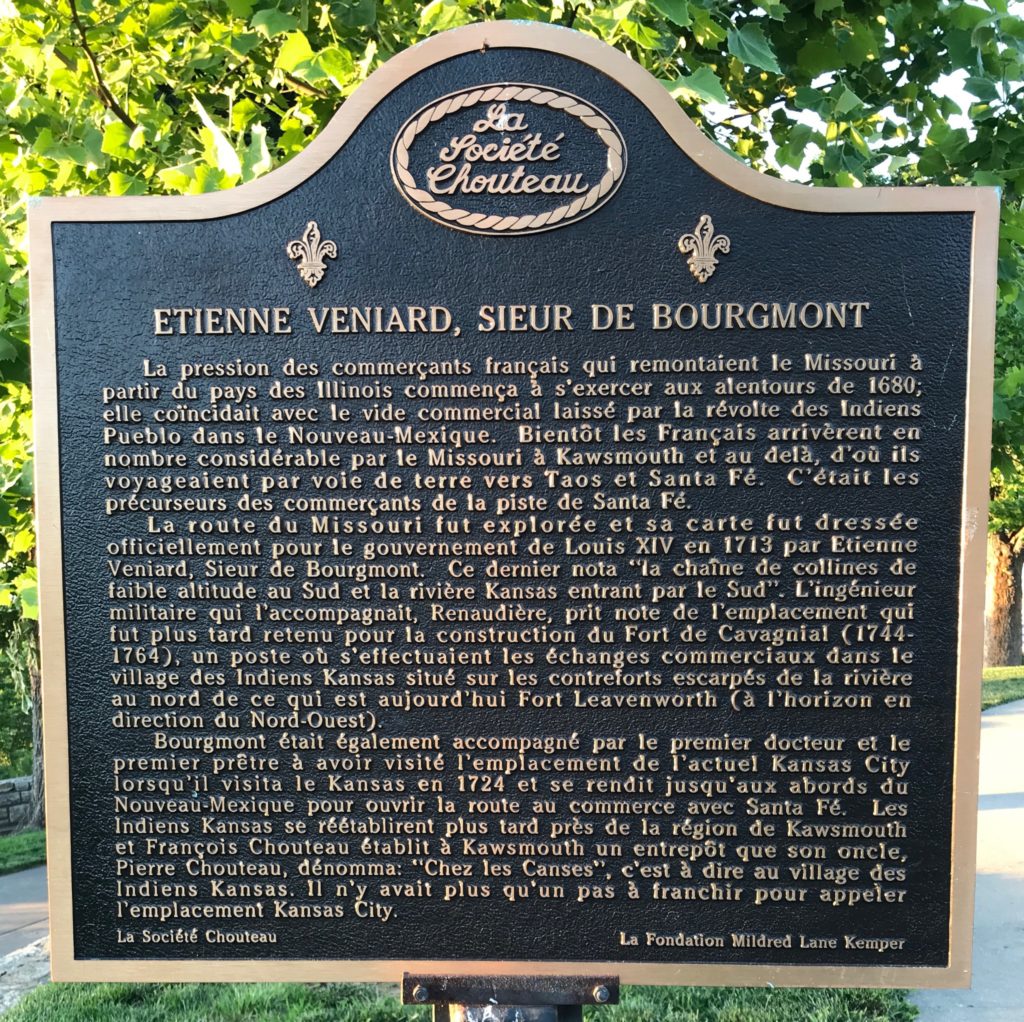 La
Société
Chouteau
ETIENNE VENIARD, SIEUR DE BOURGMONT
La pression des commerçants français qui remontaient le Missouri à
partir du pays des Illinois commença à s'exercer aux alentours de 1680;
elle coïncidait avec le vide commercial laissé par la révolte des Indiens
Pueblo dans le Nouveau-Mexique. Bientôt les Français arrivèrent en
nombre considérable par le Missouri à Kawsmouth et au delà, d'où ils
voyageaient par voie de terre vers Taos et Santa Fé. C'était les
précurseurs des commerçants de la piste de Santa Fé.
La route du Missouri fut explorée et sa carte fut dressée
officiellement pour le gouvernement de Louis XIV en 1713 par Etienne
Veniard, Sieur de Bourgmont. Ce dernier nota "la chaîne de collines de
faible altitude au Sud et la rivière Kansas entrant par le Sud". L'ingénieur
militaire qui l'accompagnait, Renaudière, prit note de l'emplacement qui
fut plus tard retenu pour la construction du Fort de Cavagnial (1744-
1764), un poste où s'effectuaient les échanges commerciaux dans le
village des Indiens Kansas situé sur les contreforts escarpés de la rivière
au nord de ce qui est aujourd'hui Fort Leavenworth (à l'horizon en
direction du Nord-Ouest).
Bourgmont était également accompagné par le premier docteur et le
premier prêtre à avoir visité l'emplacement de l'actuel Kansas City
lorsqu'il visita le Kansas en 1724 et se rendit jusqu'aux abords du
Nouveau-Mexique pour ouvrir la route au commerce avec Santa Fé. Les
Indiens Kansas se réétablirent plus tard près de la région de Kawsmouth
et François Chouteau établit à Kawsmouth un entrepôt que son oncle,
Pierre Chouteau, dénomma: "Chez les Canses", c'est à dire au village des
Indiens Kansas. Il n'y avait plus qu'un pas à franchir pour appeler
l'emplacement Kansas City.
La Société Chouteau
La Fondation Mildred Lane Kemper